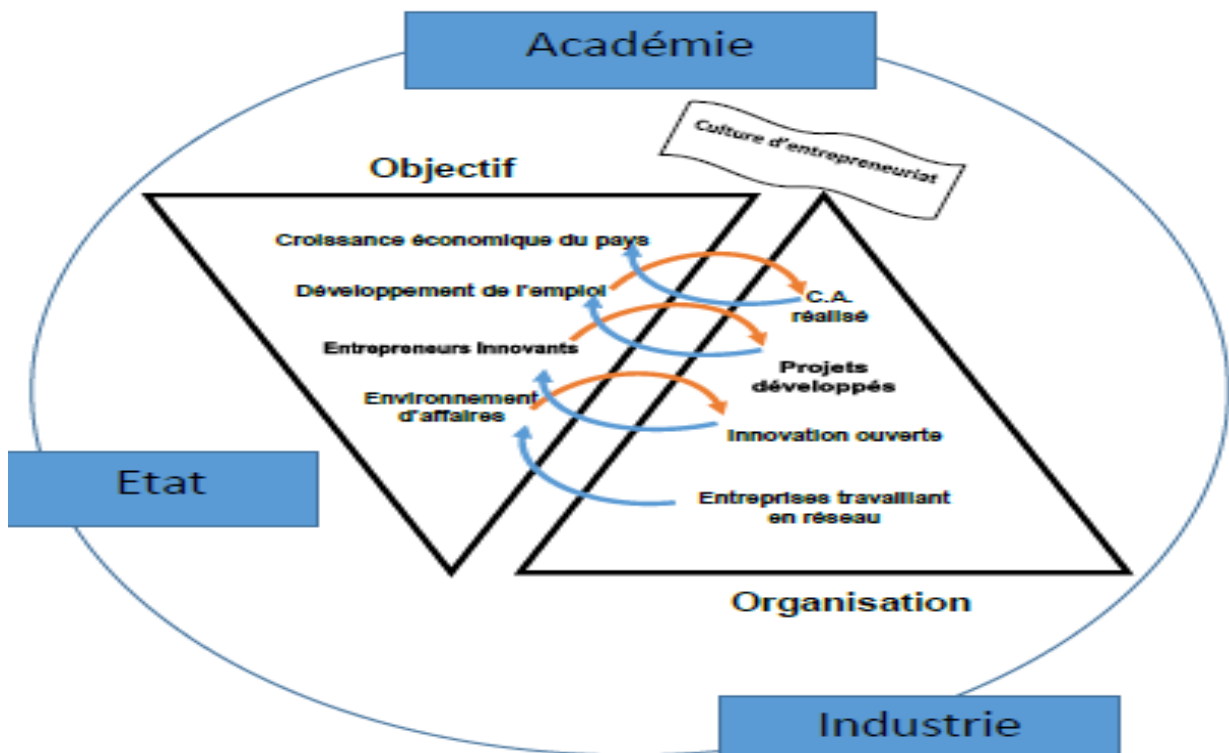 Académie
Culture d'entrepreneuriat
Objectif
Croissance économique du pays
Développement de l'emploi
C.A.
réalisé
Entrepreneurs Innovants
Projets
développés
Environnement
d'affaires
Innovation ouverte
Etat
Entreprises travaillant
en réseau
Organisation
Industrie